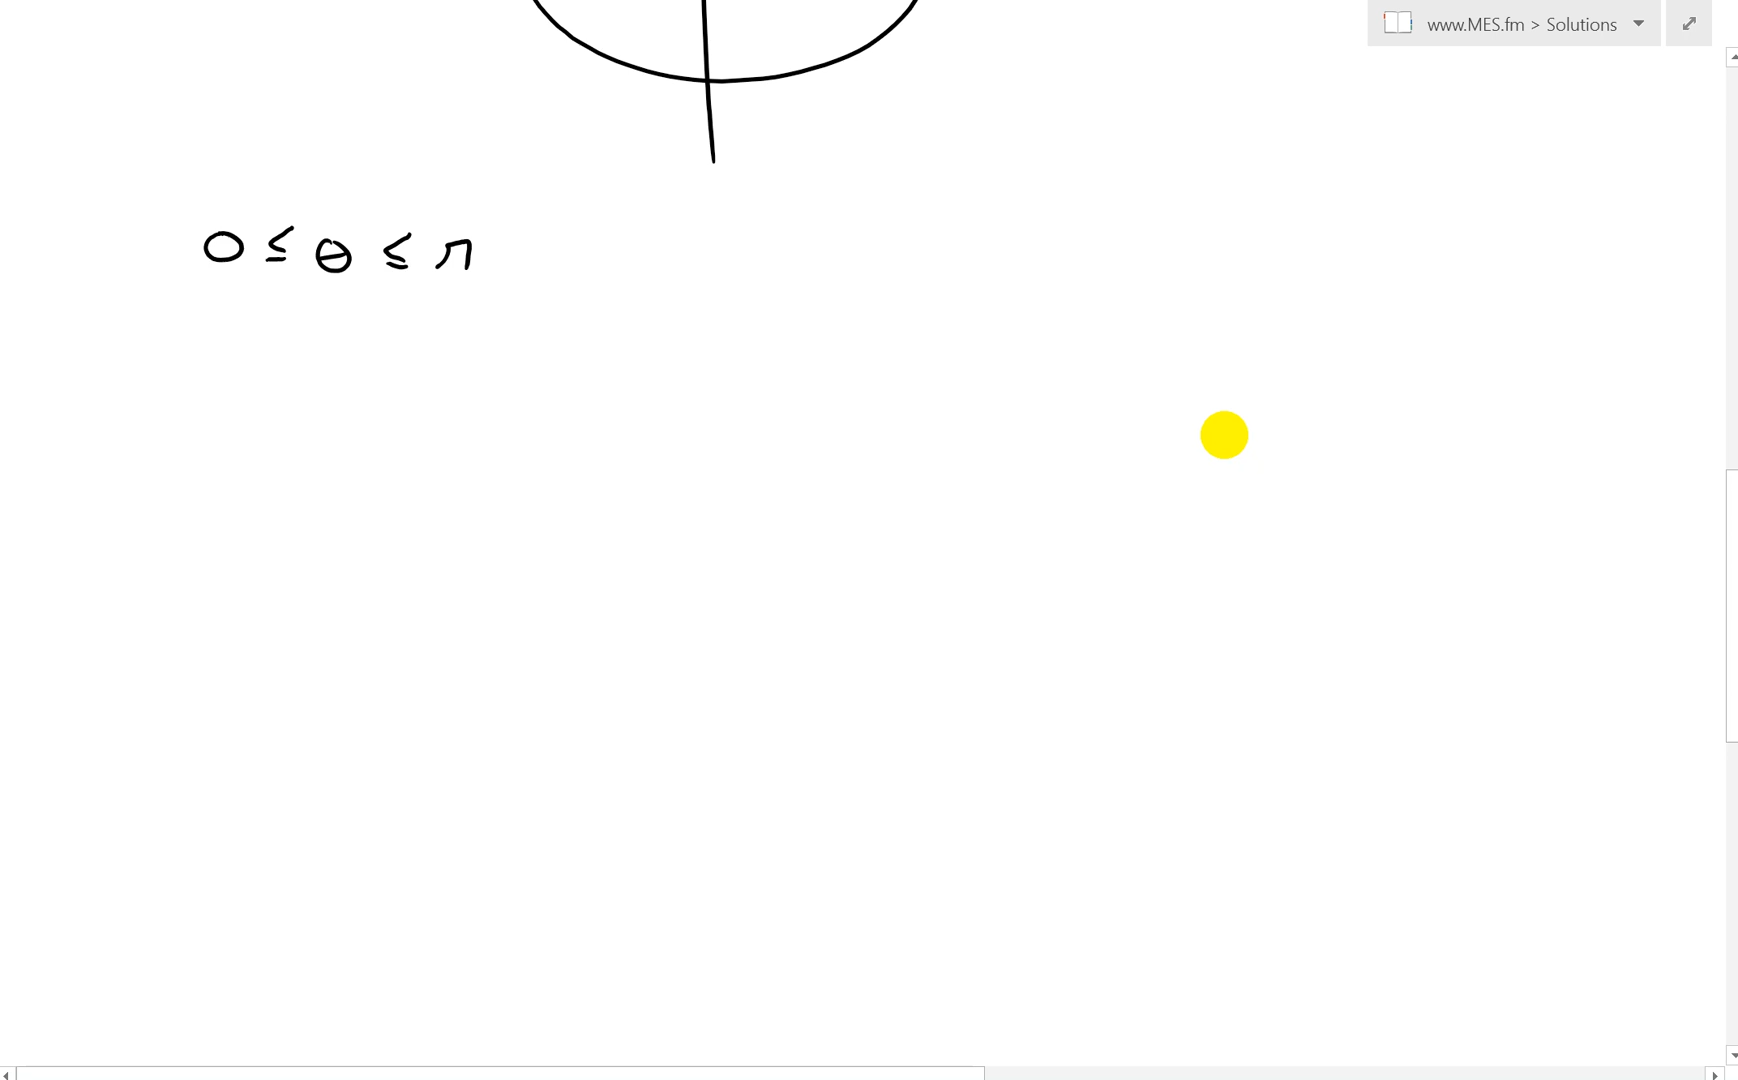 www.MES.fm > Solutions
0 ≤ θ ≤ π